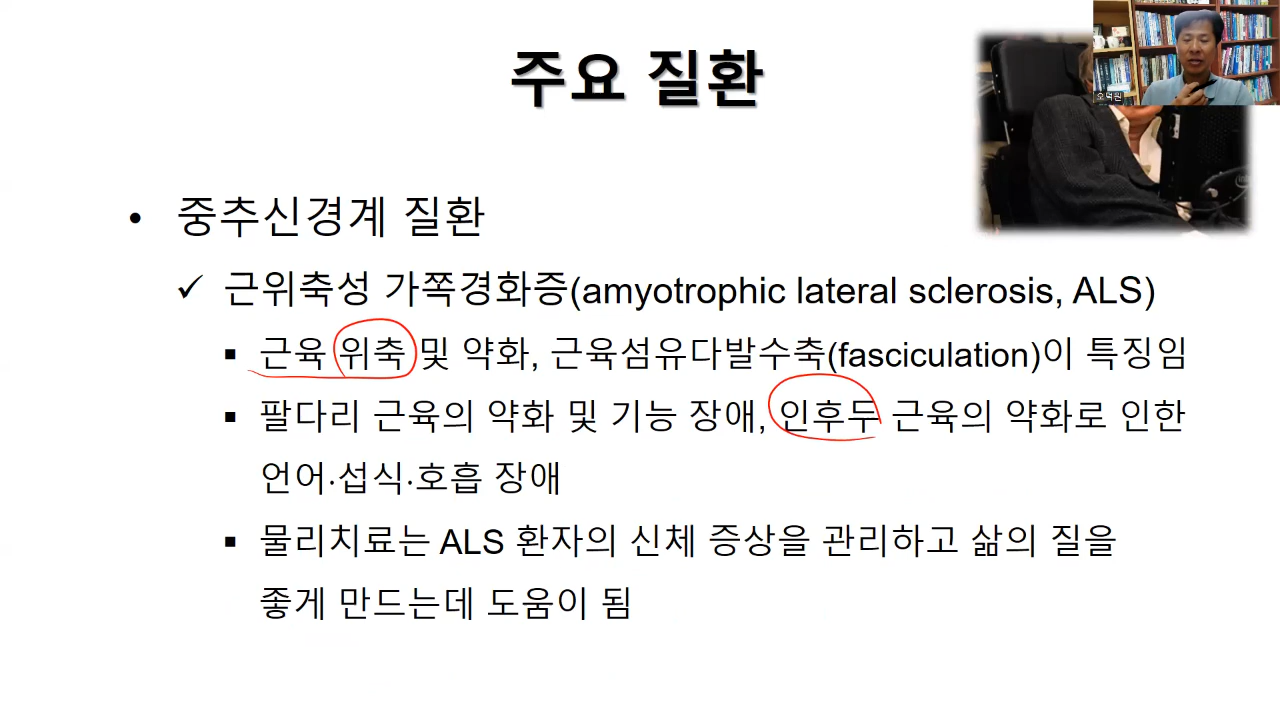 주요 질환
오덕원
• 중추신경계 질환
✓ 근위축성 가쪽경화증(amyotrophic lateral sclerosis, ALS)
▪ 근육 위축 및 약화, 근육섬유다발수축(fasciculation)이 특징임
▪ 팔다리 근육의 약화 및 기능 장애, 인후두 근육의 약화로 인한
언어·섭식·호흡 장애
▪ 물리치료는 ALS 환자의 신체 증상을 관리하고 삶의 질을
좋게 만드는데 도움이 됨